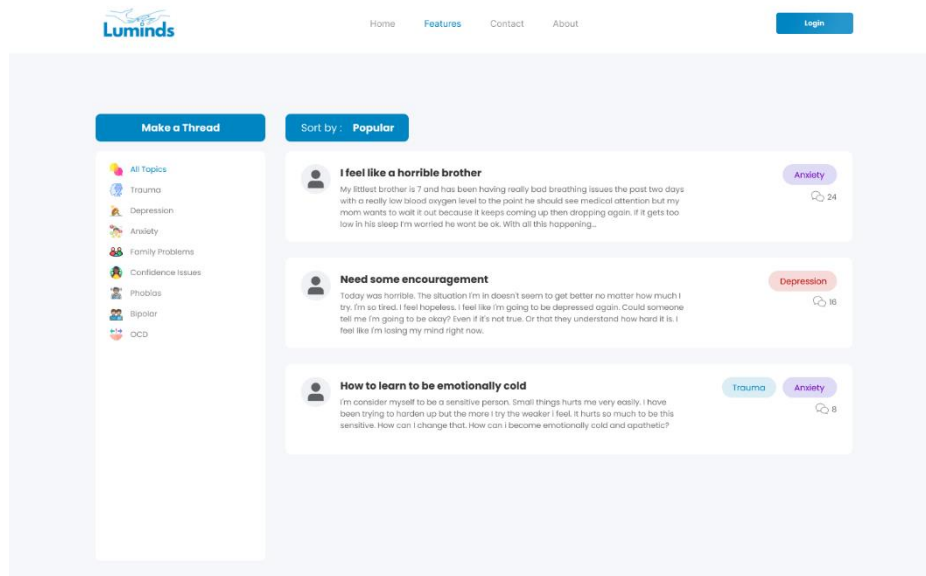 Luminds
Home Features Contact About
Login
Make a Thread
Sort by : Popular
All Topics
Trauma
Depression
Anxiety
Family Problems
Confidence Issues
Phobias
Bipolar
OCD
I feel like a horrible brother
Anxiety
My littlest brother is 7 and has been having really bad breathing issues the past two days
with a really low blood oxygen level to the point he should see medical attention but my
mom wants to wait it out because it keeps coming up then dropping again. If it gets too
low in his sleep I'm worried he wont be ok. With all this happening...
24
Need some encouragement
Depression
Today was horrible. The situation I'm in doesn't seem to get better no matter how much I
try. I'm so tired. I feel hopeless. I feel like I'm going to be depressed again. Could someone
tell me I'm going to be okay? Even if it's not true. Or that they understand how hard it is. I
feel like I'm losing my mind right now.
16
How to learn to be emotionally cold
Trauma Anxiety
I'm consider myself to be a sensitive person. Small things hurts me very easily. I have
been trying to harden up but the more I try the weaker I feel. It hurts so much to be this
sensitive. How can I change that. How can i become emotionally cold and apathetic?
8